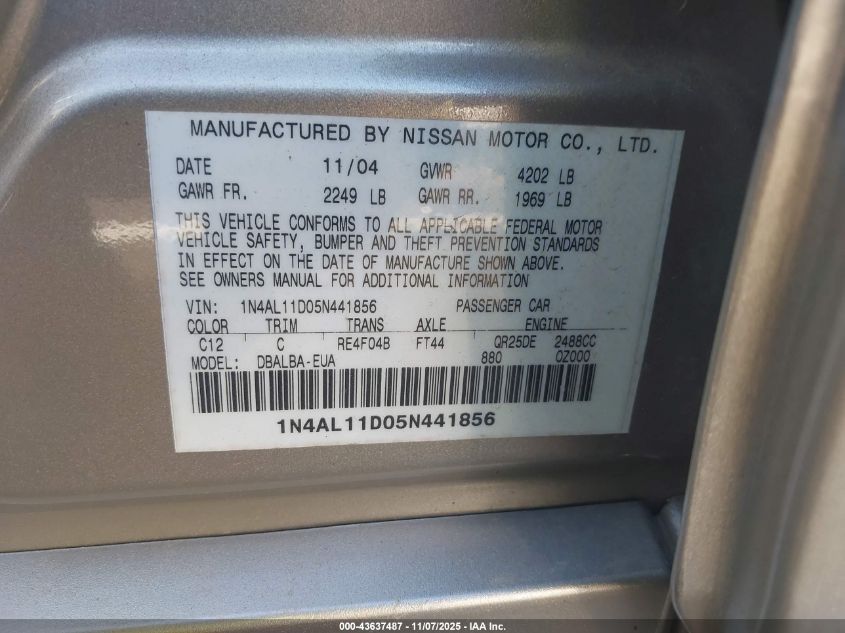 MANUFACTURED BY NISSAN MOTOR CO., LTD.
DATE 11/04 GVWR 4202 LB
GAWR FR. 2249 LB GAWR RR. 1969 LB
THIS VEHICLE CONFORMS TO ALL APPLICABLE FEDERAL MOTOR
VEHICLE SAFETY, BUMPER AND THEFT PREVENTION STANDARDS
IN EFFECT ON THE DATE OF MANUFACTURE SHOWN ABOVE.
SEE OWNERS MANUAL FOR ADDITIONAL INFORMATION
VIN: 1N4AL11D05N441856 PASSENGER CAR
COLOR TRIM TRANS AXLE ENGINE
C12 C RE4F04B FT44 QR25DE 2488CC
MODEL: DBALBA-EUA 880 0Z000
1N4AL11D05N441856
000-43637487 - 11/07/2025 - IAA Inc.